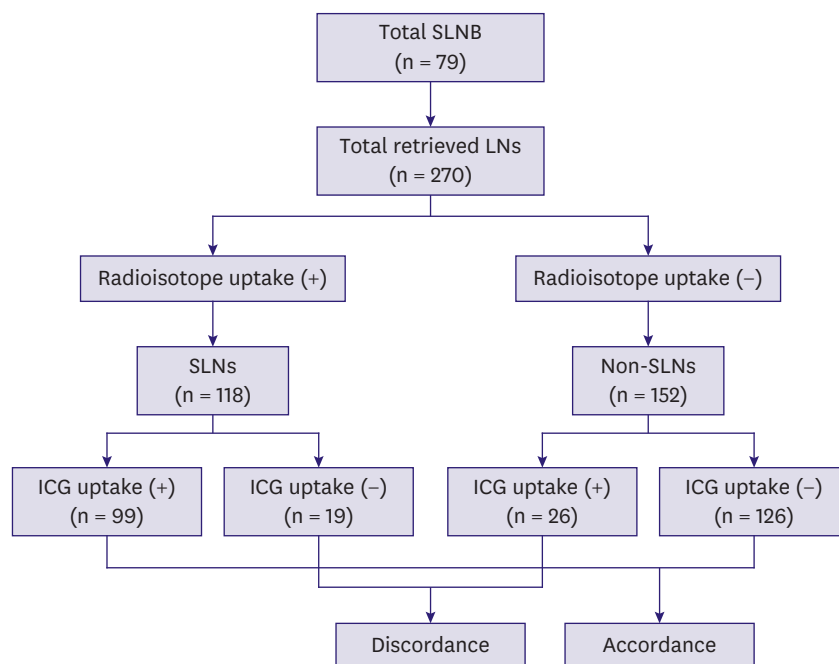 Total SLNB
(n = 79)
Total retrieved LNs
(n = 270)
Radioisotope uptake (+)
Radioisotope uptake (−)
SLNs
(n = 118)
Non-SLNs
(n = 152)
ICG uptake (+)
(n = 99)
ICG uptake (−)
(n = 19)
ICG uptake (+)
(n = 26)
ICG uptake (−)
(n = 126)
Discordance
Accordance